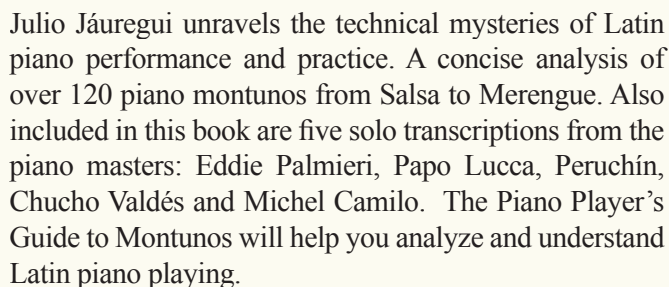 Julio Jáuregui unravels the technical mysteries of Latin
piano performance and practice. A concise analysis of
over 120 piano montunos from Salsa to Merengue. Also
included in this book are five solo transcriptions from the
piano masters: Eddie Palmieri, Papo Lucca, Peruchín,
Chucho Valdés and Michel Camilo.  The Piano Player’s
Guide to Montunos will help you analyze and understand
Latin piano playing.